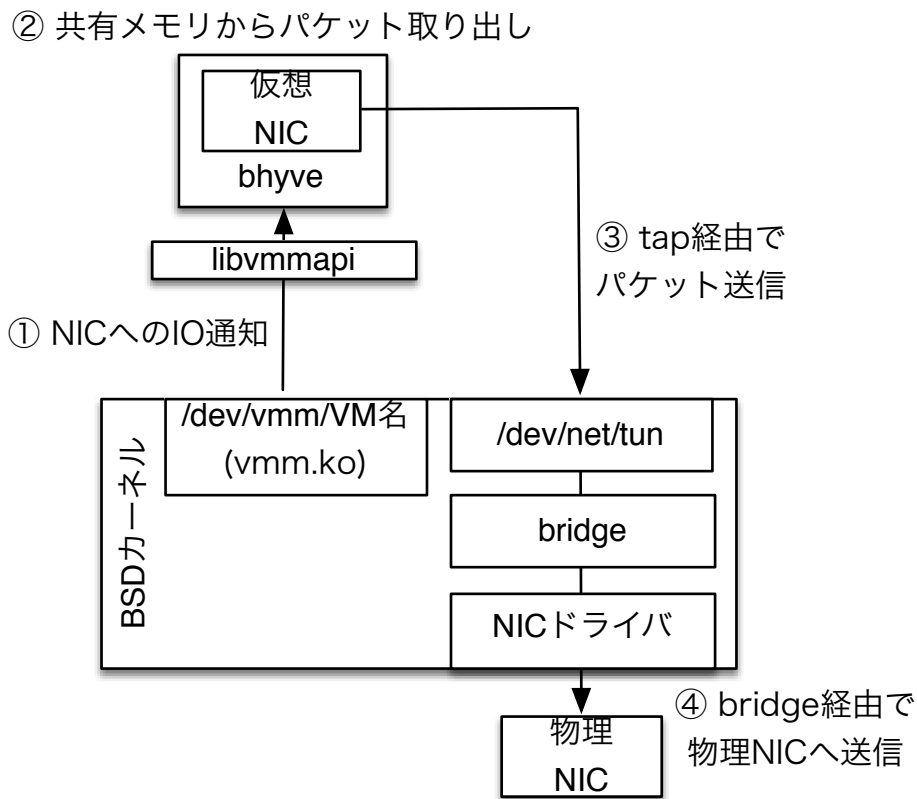 ② 共有メモリからパケット取り出し
仮想
NIC
bhyve
libvmmapi
① NICへのIO通知
③ tap経由で
パケット送信
/dev/vmm/VM名
(vmm.ko)
/dev/net/tun
bridge
NICドライバ
BSDカーネル
④ bridge経由で
物理NICへ送信
物理
NIC